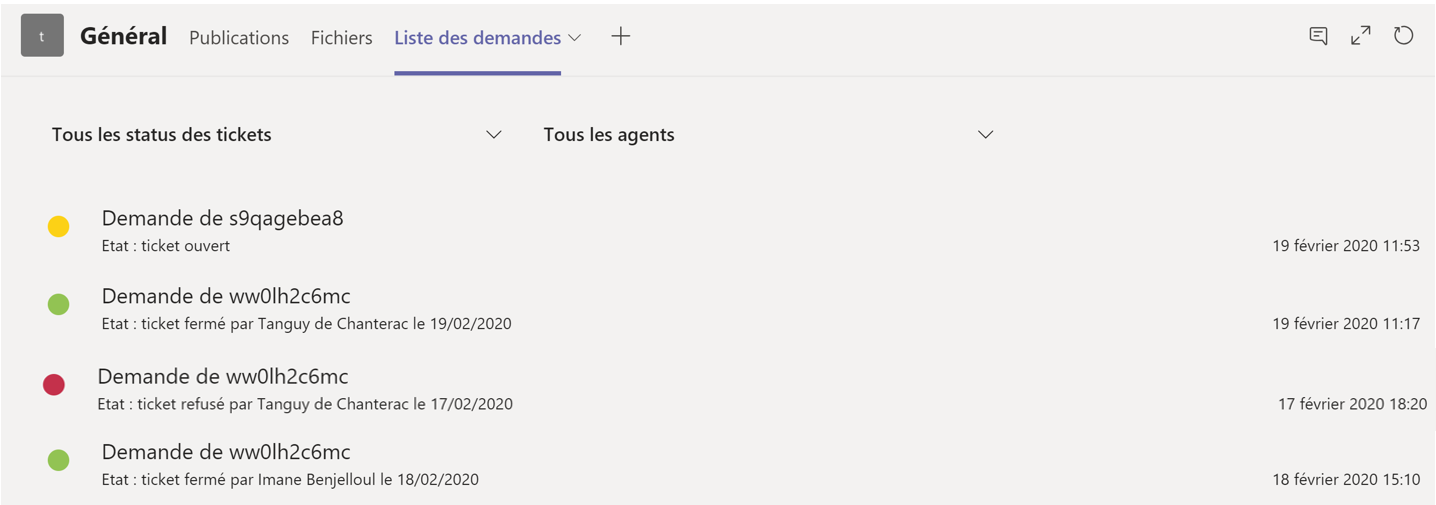 t
Général
Publications
Fichiers
Liste des demandes
Tous les status des tickets
Tous les agents
Demande de s9qagebea8
Etat : ticket ouvert
19 février 2020 11:53
Demande de ww0lh2c6mc
Etat : ticket fermé par Tanguy de Chanterac le 19/02/2020
19 février 2020 11:17
Demande de ww0lh2c6mc
Etat : ticket refusé par Tanguy de Chanterac le 17/02/2020
17 février 2020 18:20
Demande de ww0lh2c6mc
Etat : ticket fermé par Imane Benjelloul le 18/02/2020
18 février 2020 15:10